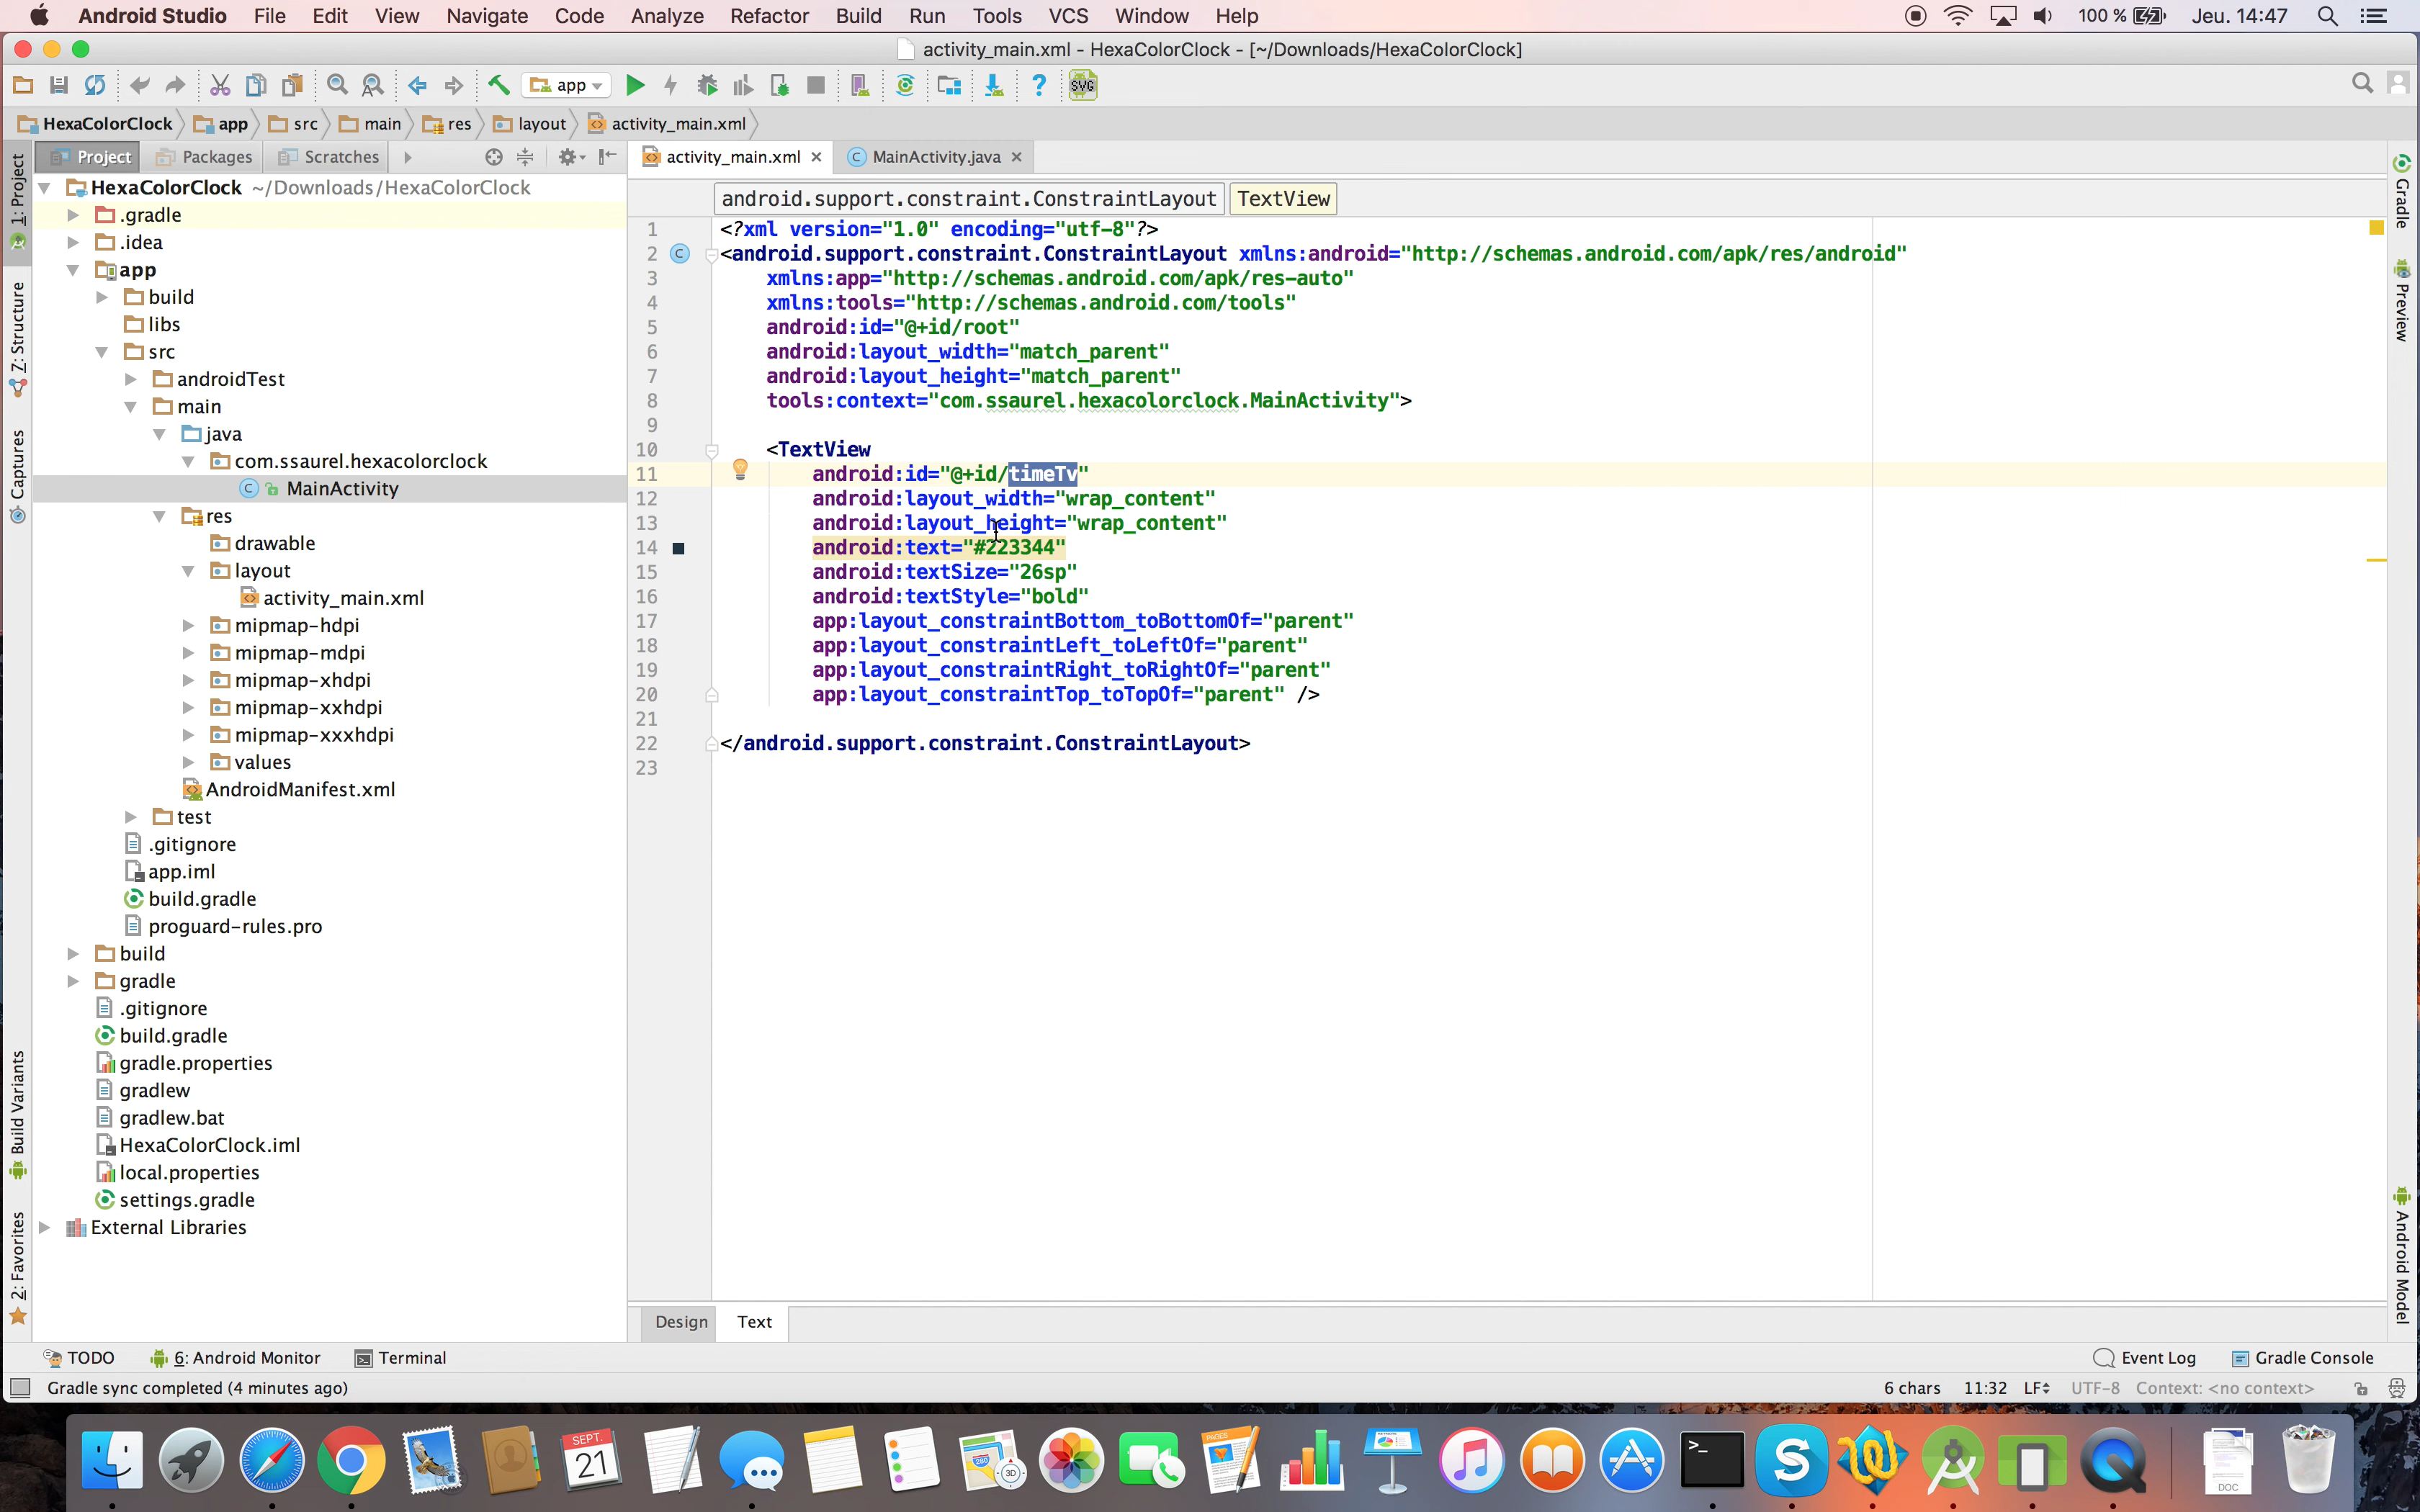 Android Studio File Edit View Navigate Code Analyze Refactor Build Run Tools VCS Window Help 100 % Jeu. 14:47
activity_main.xml - HexaColorClock - [~/Downloads/HexaColorClock]
app SVG
HexaColorClock app src main res layout activity_main.xml
Project Packages Scratches activity_main.xml MainActivity.java
android.support.constraint.ConstraintLayout TextView
1: Project
Z: Structure
Captures
Build Variants
2: Favorites
HexaColorClock ~/Downloads/HexaColorClock
.gradle
.idea
app
build
libs
src
androidTest
main
java
com.ssaurel.hexacolorclock
MainActivity
res
drawable
layout
activity_main.xml
mipmap-hdpi
mipmap-mdpi
mipmap-xhdpi
mipmap-xxhdpi
mipmap-xxxhdpi
values
AndroidManifest.xml
test
.gitignore
app.iml
build.gradle
proguard-rules.pro
build
gradle
.gitignore
build.gradle
gradle.properties
gradlew
gradlew.bat
HexaColorClock.iml
local.properties
settings.gradle
External Libraries
1 <?xml version="1.0" encoding="utf-8"?>
2 <android.support.constraint.ConstraintLayout xmlns:android="http://schemas.android.com/apk/res/android"
3 xmlns:app="http://schemas.android.com/apk/res-auto"
4 xmlns:tools="http://schemas.android.com/tools"
5 android:id="@+id/root"
6 android:layout_width="match_parent"
7 android:layout_height="match_parent"
8 tools:context="com.ssaurel.hexacolorclock.MainActivity">
9
10 <TextView
11 android:id="@+id/timeTv"
12 android:layout_width="wrap_content"
13 android:layout_height="wrap_content"
14 android:text="#223344"
15 android:textSize="26sp"
16 android:textStyle="bold"
17 app:layout_constraintBottom_toBottomOf="parent"
18 app:layout_constraintLeft_toLeftOf="parent"
19 app:layout_constraintRight_toRightOf="parent"
20 app:layout_constraintTop_toTopOf="parent" />
21
22 </android.support.constraint.ConstraintLayout>
23
Gradle
Preview
Android Model
Design Text
TODO 6: Android Monitor Terminal Event Log Gradle Console
Gradle sync completed (4 minutes ago) 6 chars 11:32 LF UTF-8 Context: <no context>
SEPT.
21
280
3D
PAGES
>_
DOC